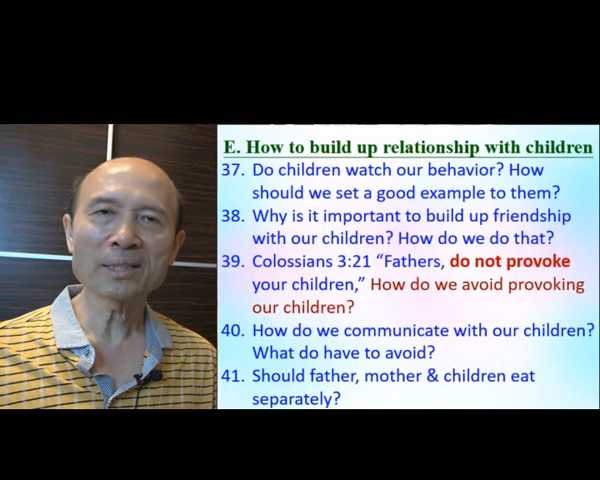 E. How to build up relationship with children
37. Do children watch our behavior? How
should we set a good example to them?
38. Why is it important to build up friendship
with our children? How do we do that?
39. Colossians 3:21 “Fathers, do not provoke
your children,” How do we avoid provoking
our children?
40. How do we communicate with our children?
What do have to avoid?
41. Should father, mother & children eat
separately?